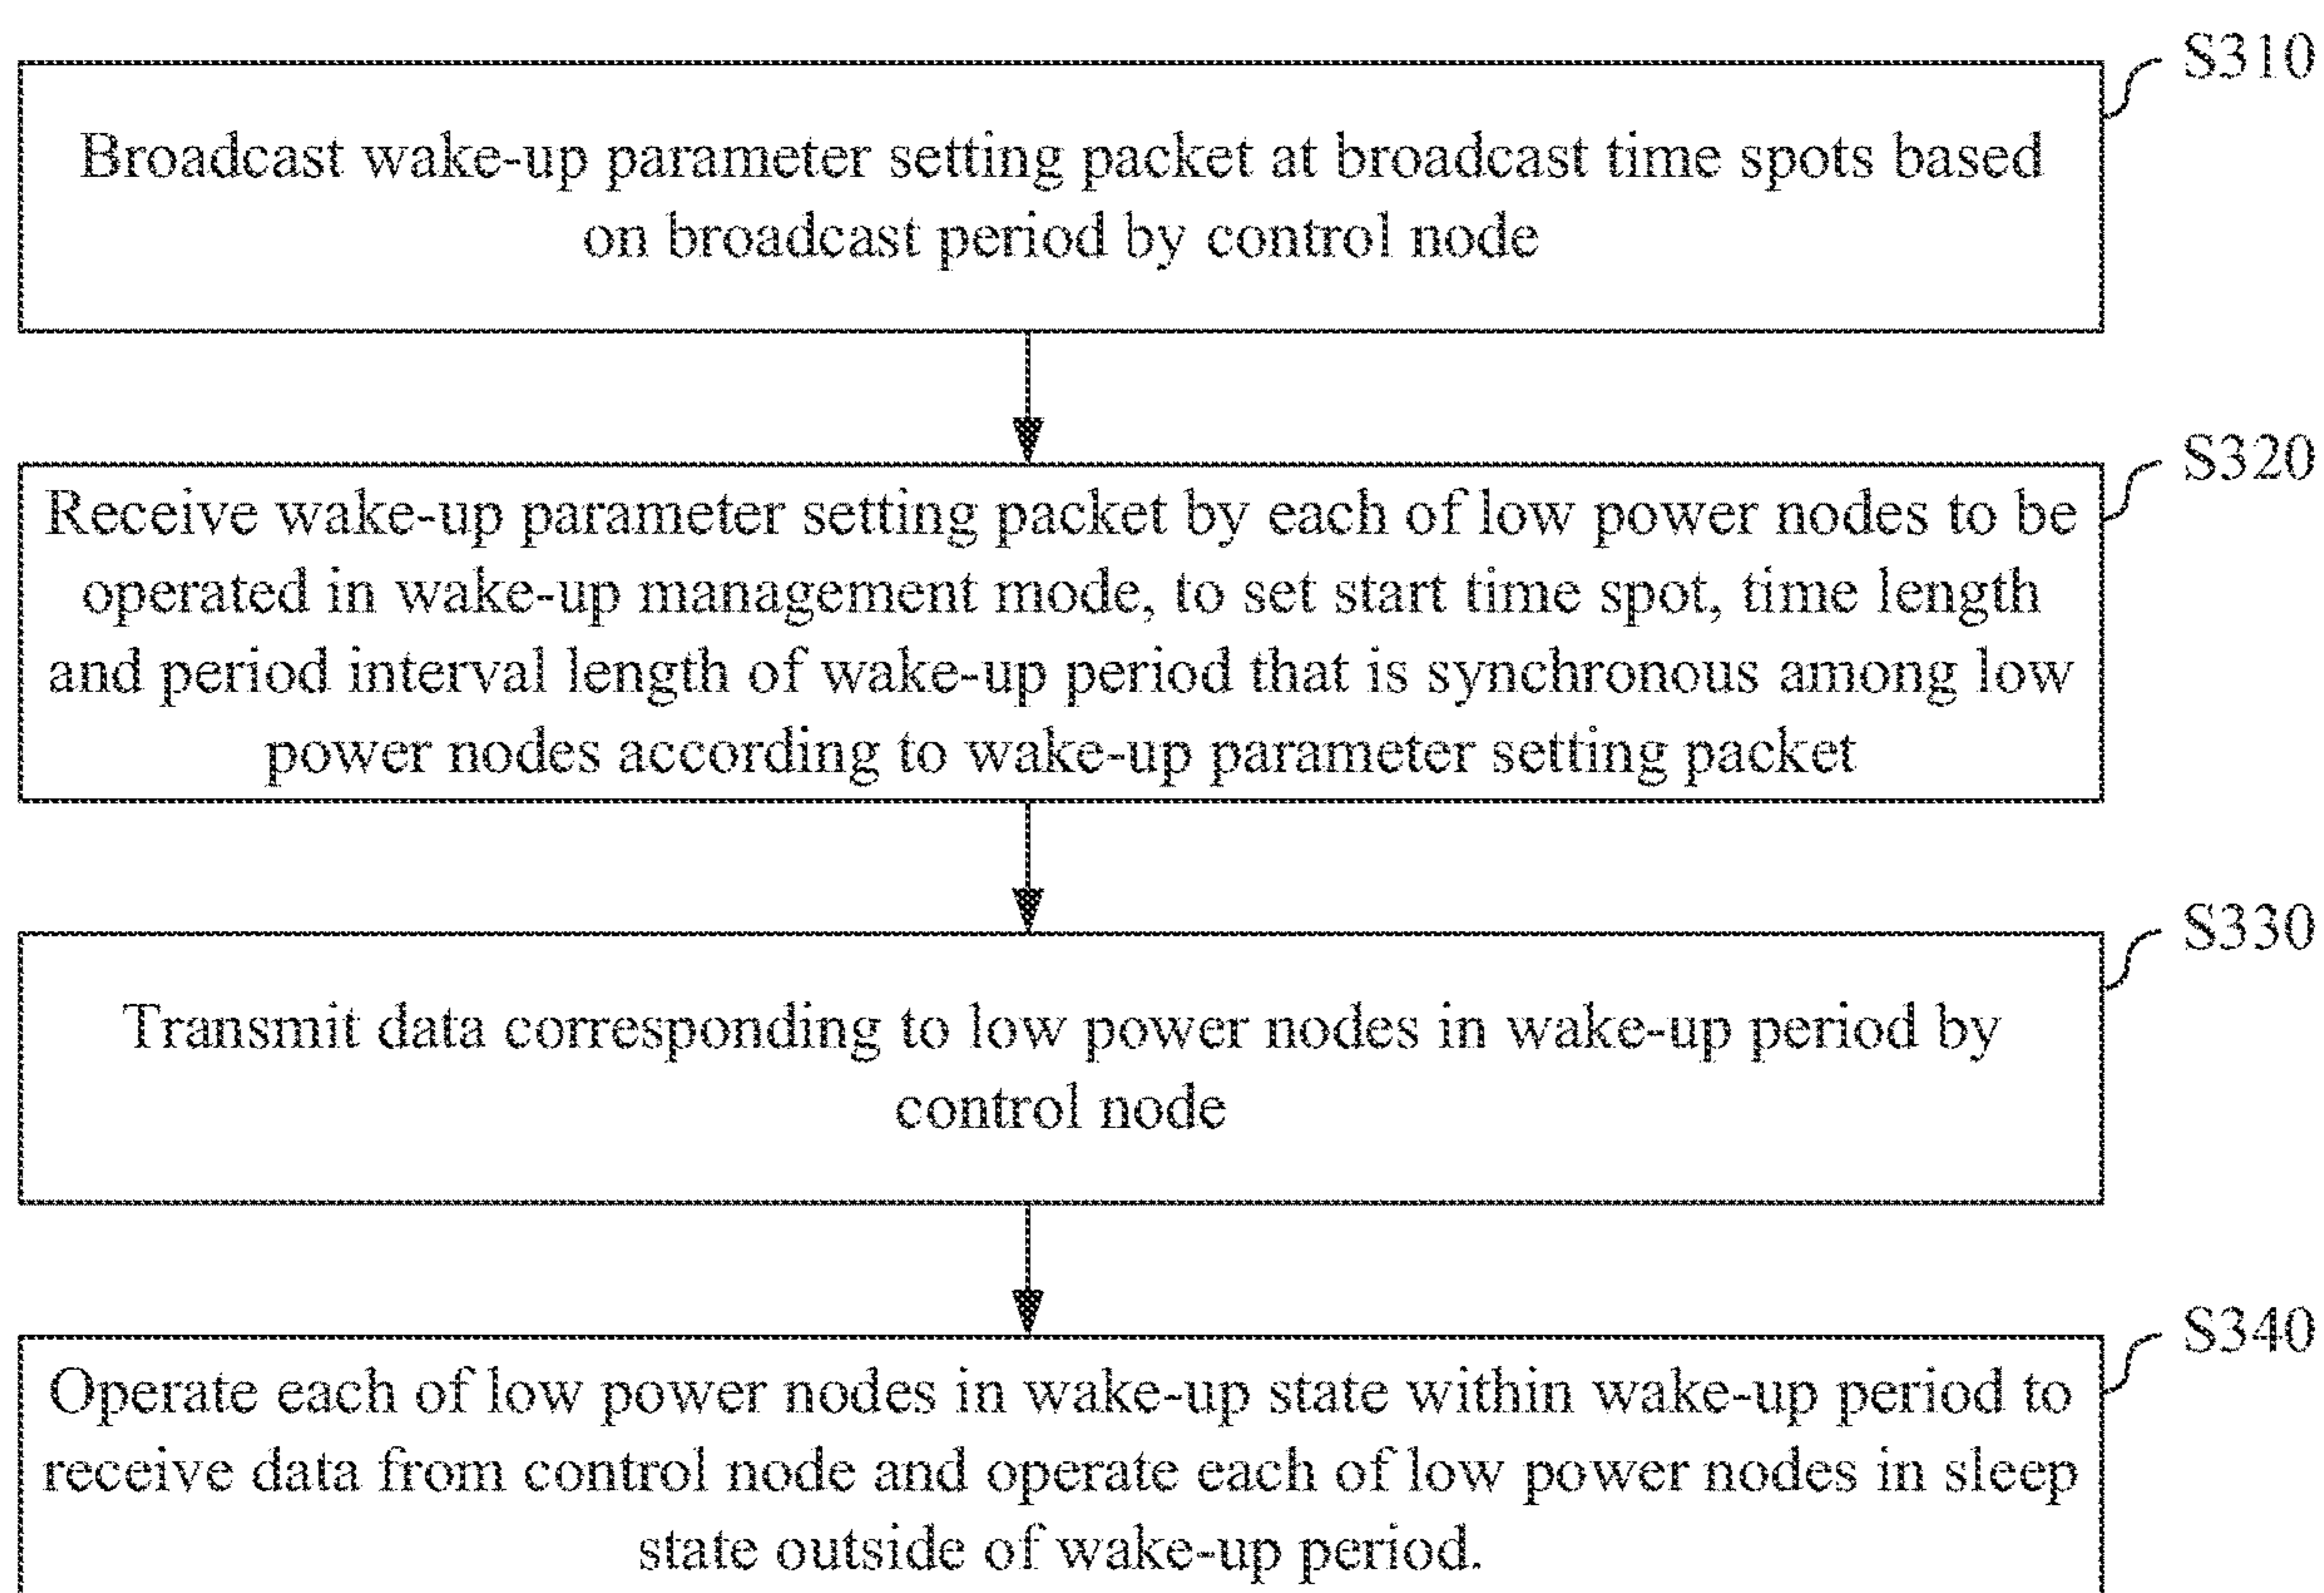 S310
Broadcast wake-up parameter setting packet at broadcast time spots based
on broadcast period by control node
S320
Receive wake-up parameter setting packet by each of low power nodes to be
operated in wake-up management mode, to set start time spot, time length
and period interval length of wake-up period that is synchronous among low
power nodes according to wake-up parameter setting packet
S330
Transmit data corresponding to low power nodes in wake-up period by
control node
S340
Operate each of low power nodes in wake-up state within wake-up period to
receive data from control node and operate each of low power nodes in sleep
state outside of wake-up period.